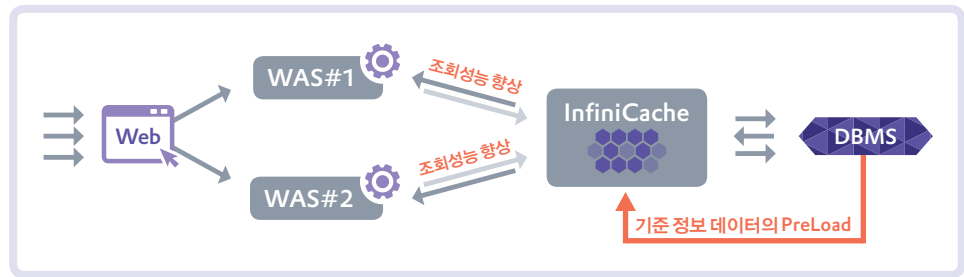 Web
WAS#1
WAS#2
조회성능 향상
조회성능 향상
InfiniCache
DBMS
기준 정보 데이터의 PreLoad